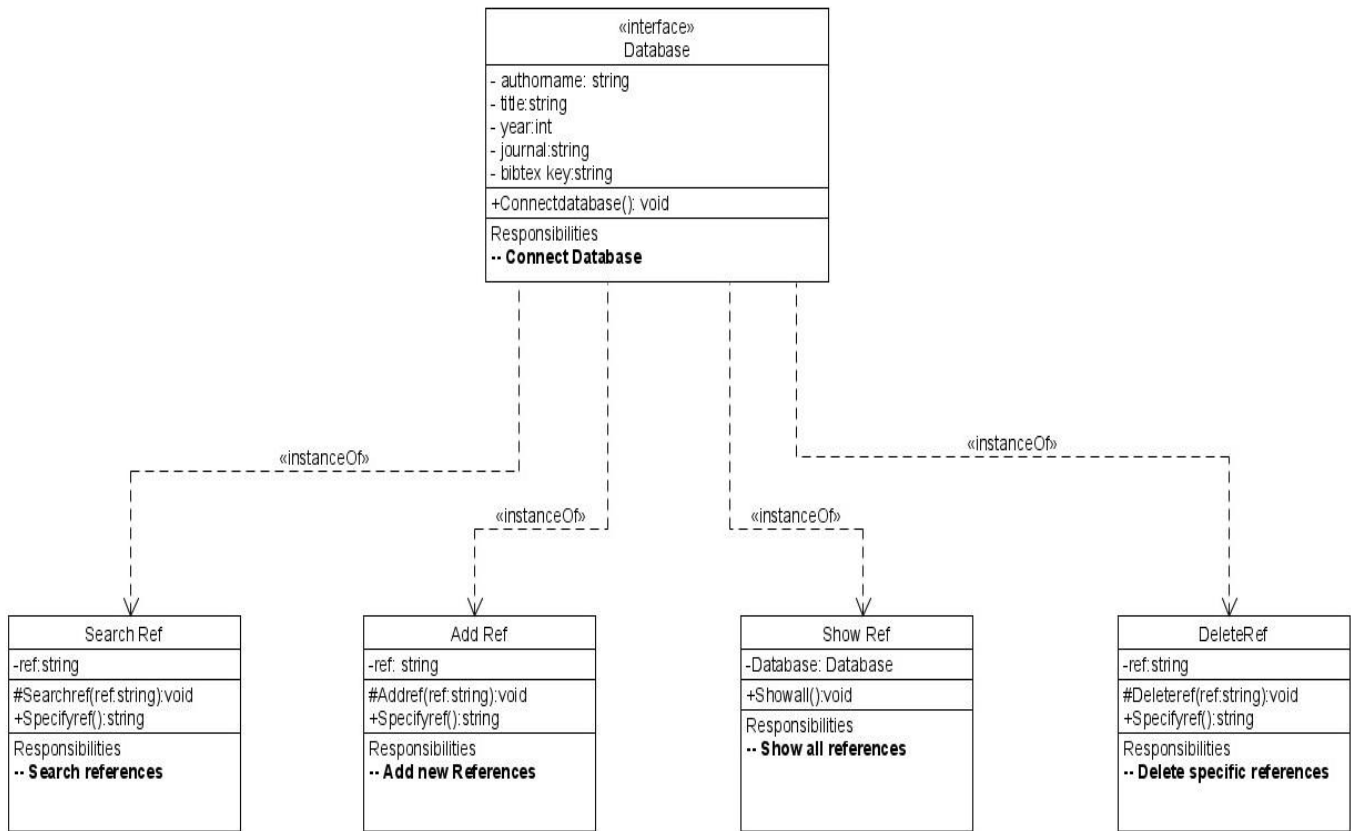 «interface»
Database
- authorname: string
- title:string
- year:int
- journal:string
- bibtex key:string
+Connectdatabase(): void
Responsibilities
-- Connect Database
«instanceOf»
«instanceOf»
«instanceOf»
«instanceOf»
Search Ref
-ref:string
#Searchref(ref:string):void
+Specifyref():string
Responsibilities
-- Search references
Add Ref
-ref: string
#Addref(ref:string):void
+Specifyref():string
Responsibilities
-- Add new References
Show Ref
-Database: Database
+Showall():void
Responsibilities
-- Show all references
DeleteRef
-ref:string
#Deleteref(ref:string):void
+Specifyref():string
Responsibilities
-- Delete specific references